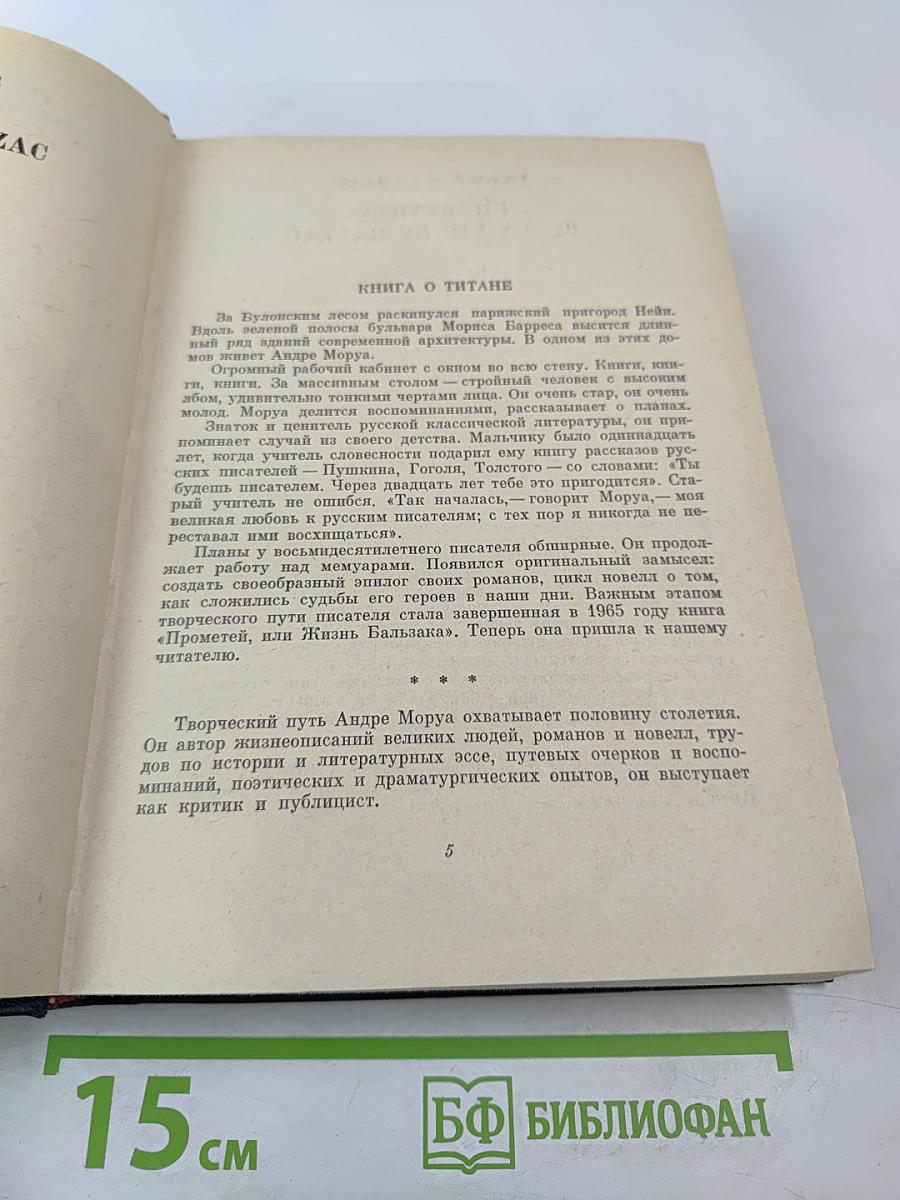 ZAC
КНИГА О ТИТАНЕ
За Булонским лесом раскинулся парижский пригород Нейи.
Вдоль зеленой полосы бульвара Мориса Барреса высится длин-
ный ряд зданий современной архитектуры. В одном из этих до-
мов живет Андре Моруа.
Огромный рабочий кабинет с окном во всю стену. Книги, кни-
ги, книги. За массивным столом — стройный человек с высоким
лбом, удивительно тонкими чертами лица. Он очень стар, он очень
молод. Моруа делится воспоминаниями, рассказывает о планах.
Знаток и ценитель русской классической литературы, он при-
поминает случай из своего детства. Мальчику было одиннадцать
лет, когда учитель словесности подарил ему книгу рассказов рус-
ских писателей — Пушкина, Гоголя, Толстого — со словами: «Ты
будешь писателем. Через двадцать лет тебе это пригодится». Ста-
рый учитель не ошибся. «Так началась,— говорит Моруа,— моя
великая любовь к русским писателям; с тех пор я никогда не пе-
реставал ими восхищаться».
Планы у восьмидесятилетнего писателя обширные. Он продол-
жает работу над мемуарами. Появился оригинальный замысел:
создать своеобразный эпилог своих романов, цикл новелл о том,
как сложились судьбы его героев в наши дни. Важным этапом
творческого пути писателя стала завершенная в 1965 году книга
«Прометей, или Жизнь Бальзака». Теперь она пришла к нашему
читателю.
* * *
Творческий путь Андре Моруа охватывает половину столетия.
Он автор жизнеописаний великих людей, романов и новелл, тру-
дов по истории и литературных эссе, путевых очерков и воспо-
минаний, поэтических и драматургических опытов, он выступает
как критик и публицист.
5
15 см
БФ БИБЛИОФАН